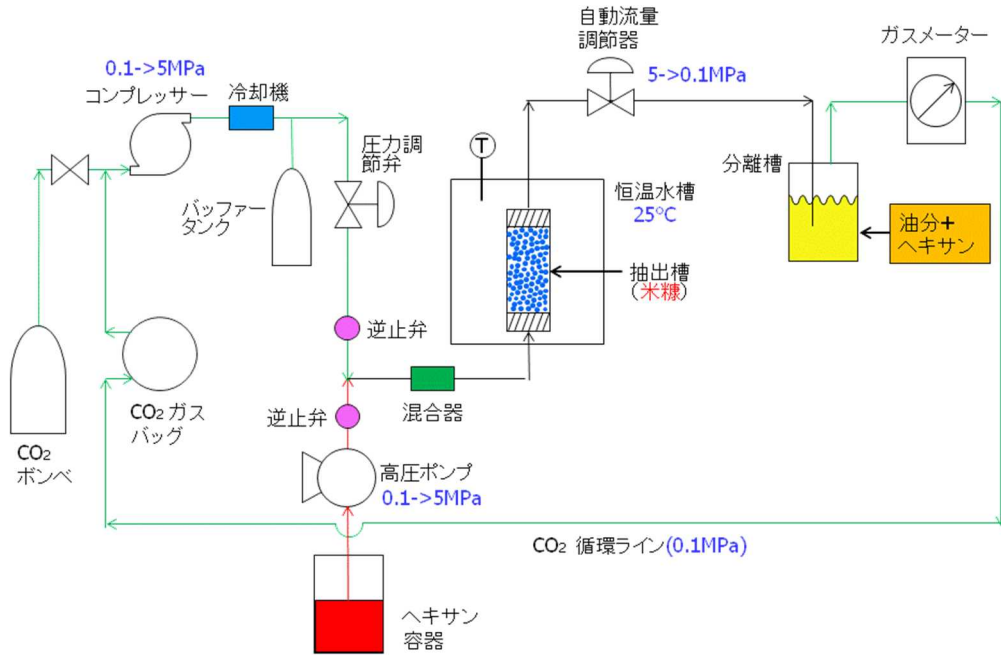 自動流量
調節器
ガスメーター
0.1->5MPa
コンプレッサー
冷却機
5->0.1MPa
圧力調
節弁
T
分離槽
恒温水槽
25℃
バッファー
タンク
油分+
ヘキサン
抽出槽
(米糠)
逆止弁
CO₂ ガス
バッグ
混合器
逆止弁
CO₂
ボンベ
高圧ポンプ
0.1->5MPa
CO₂ 循環ライン(0.1MPa)
ヘキサン
容器